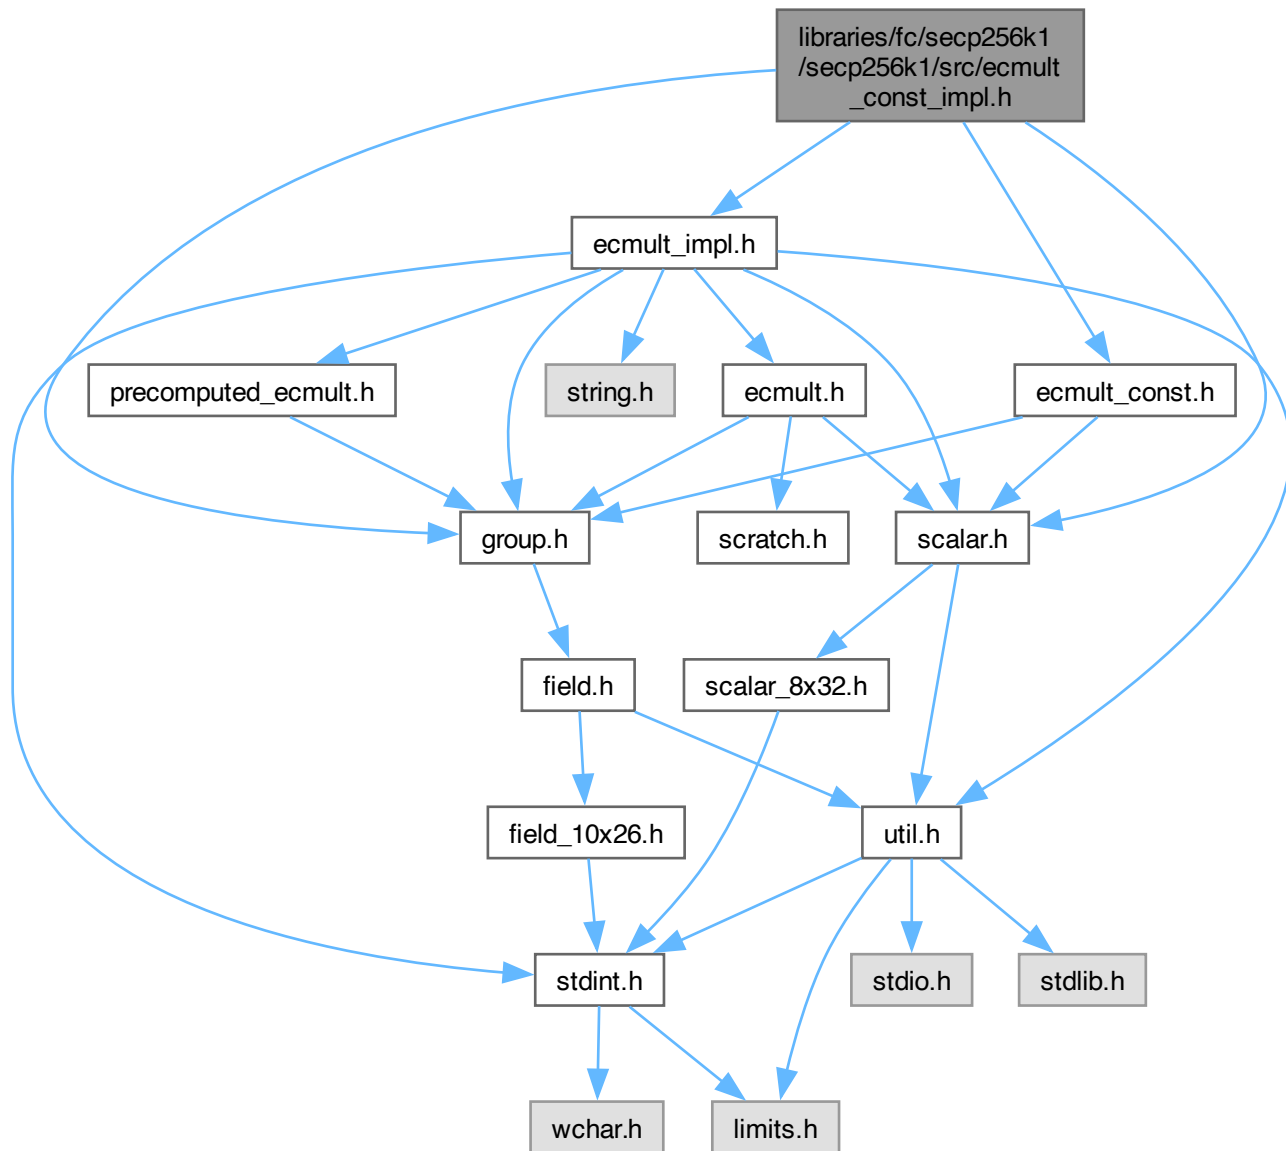 libraries/fc/secp256k1
/secp256k1/src/ecmult
_const_impl.h
ecmult_impl.h
precomputed_ecmult.h
string.h
ecmult.h
ecmult_const.h
group.h
scratch.h
scalar.h
field.h
scalar_8x32.h
field_10x26.h
util.h
stdint.h
stdio.h
stdlib.h
wchar.h
limits.h